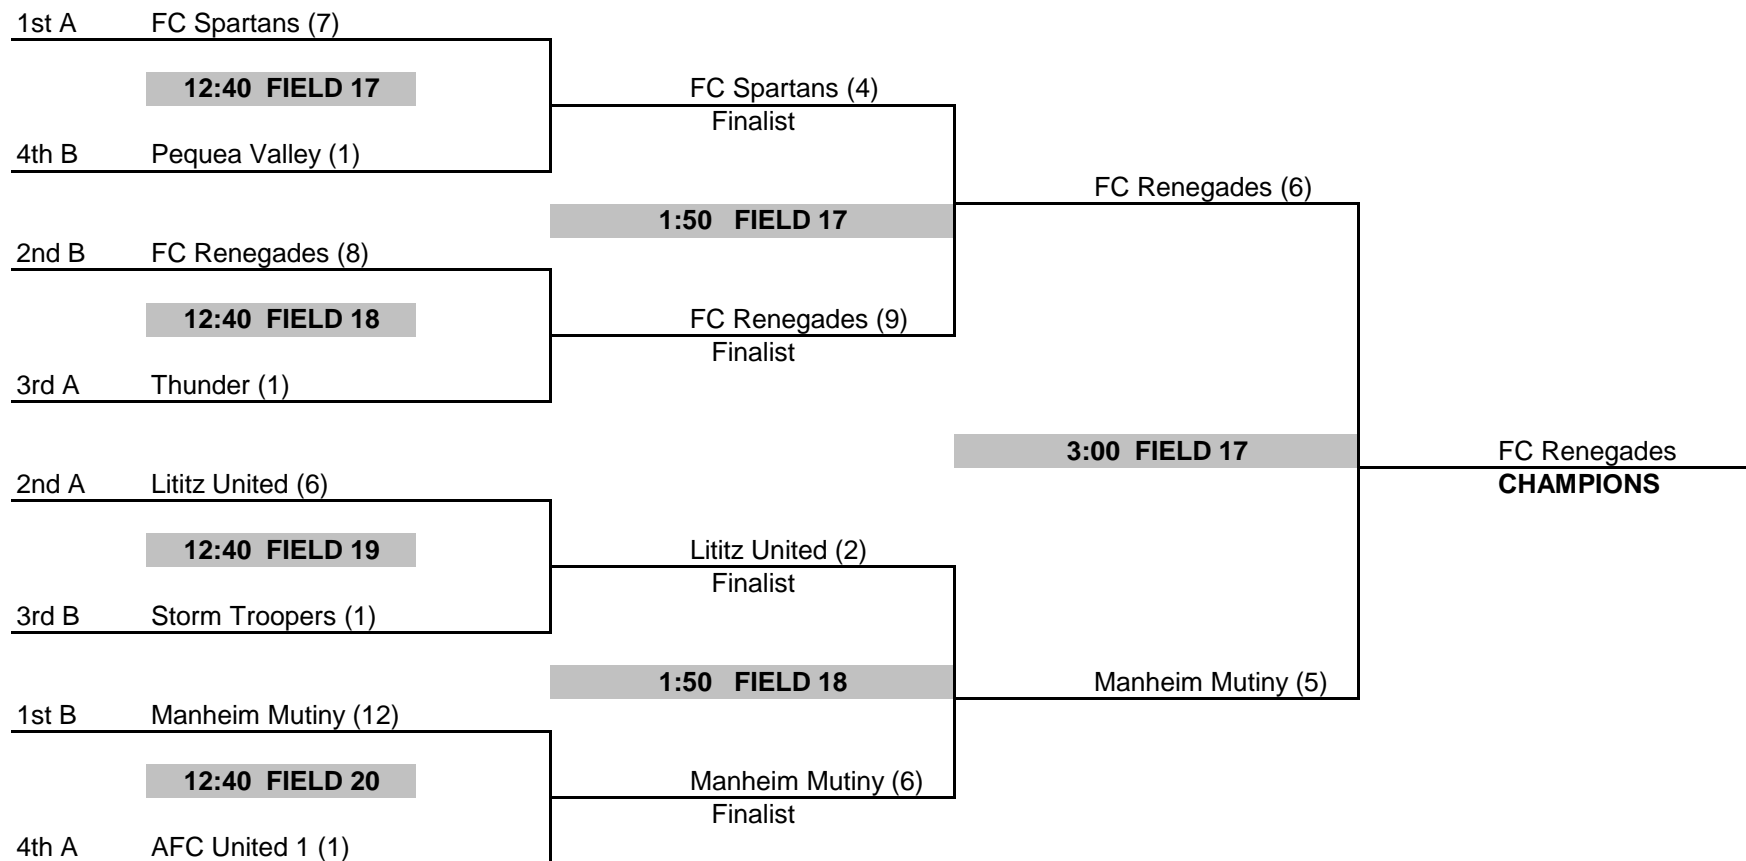 1st A FC Spartans (7)
12:40 FIELD 17 FC Spartans (4)
Finalist
4th B Pequea Valley (1)
FC Renegades (6)
1:50 FIELD 17
2nd B FC Renegades (8)
12:40 FIELD 18 FC Renegades (9)
Finalist
3rd A Thunder (1)
3:00 FIELD 17 FC Renegades
2nd A Lititz United (6) CHAMPIONS
12:40 FIELD 19 Lititz United (2)
Finalist
3rd B Storm Troopers (1)
1:50 FIELD 18 Manheim Mutiny (5)
1st B Manheim Mutiny (12)
12:40 FIELD 20 Manheim Mutiny (6)
Finalist
4th A AFC United 1 (1)